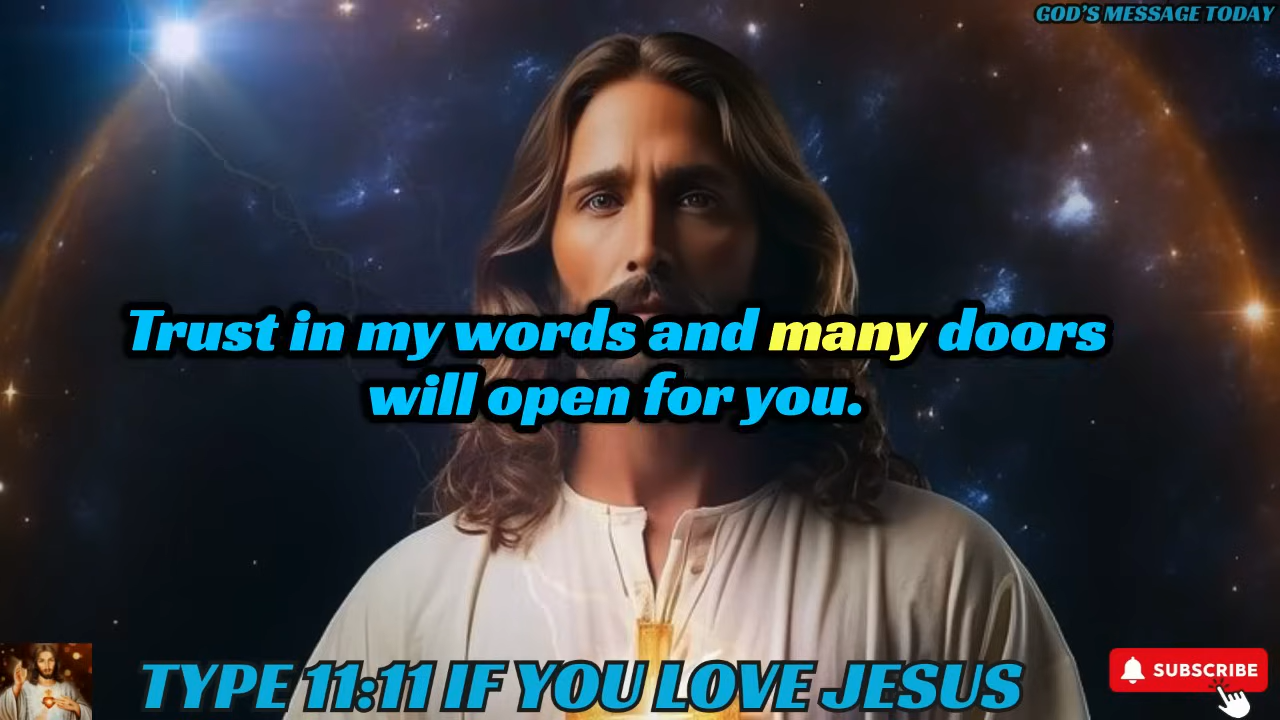 GOD'S MESSAGE TODAY
Trust in my words and many doors
will open for you.
TYPE 11:11 IF YOU LOVE JESUS
SUBSCRIBE